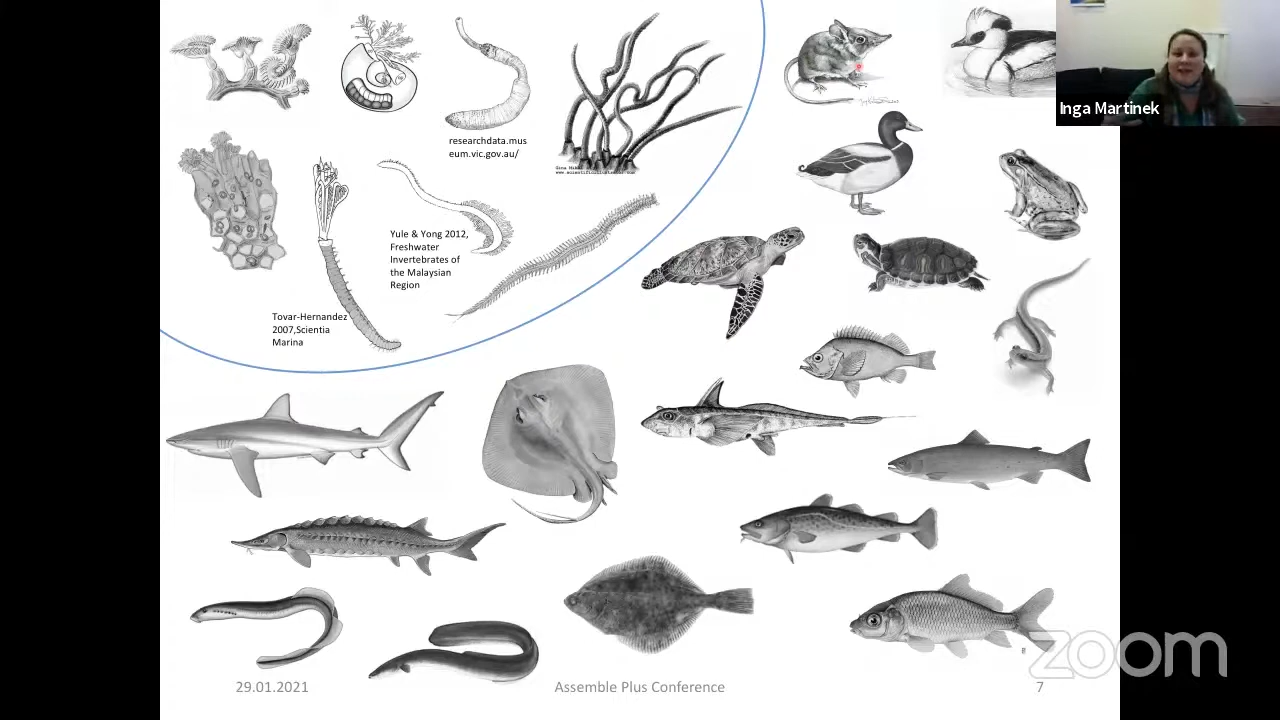 Inga Martinek
researchdata.mus
eum.vic.gov.au/
Yule & Yong 2012,
Freshwater
Invertebrates of
the Malaysian
Region
Tovar-Hernandez
2007,Scientia
Marina
29.01.2021
Assemble Plus Conference
7
zoom